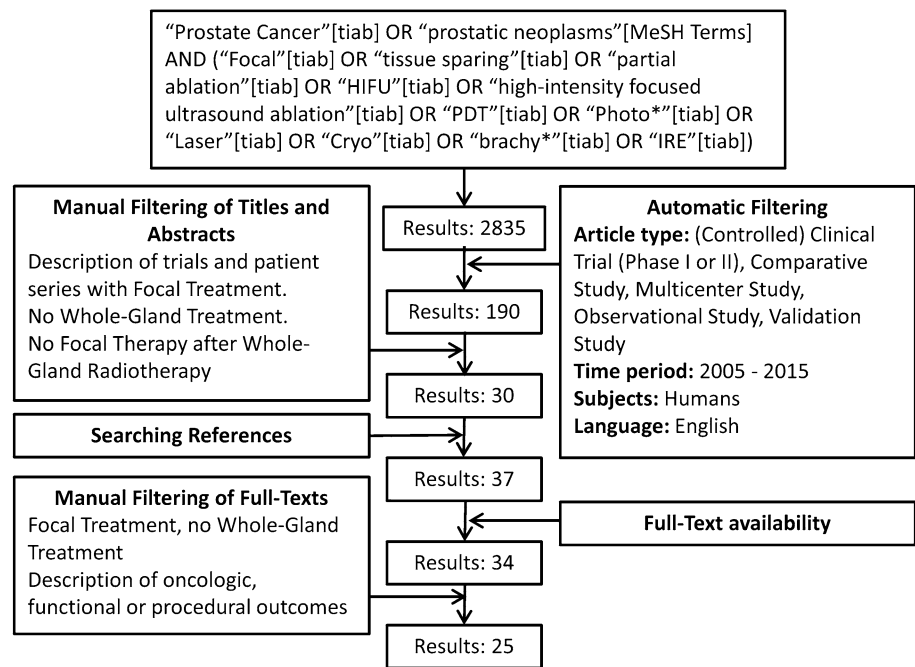 “Prostate Cancer”[tiab] OR “prostatic neoplasms”[MeSH Terms]
AND (“Focal”[tiab] OR “tissue sparing”[tiab] OR “partial
ablation”[tiab] OR “HIFU”[tiab] OR “high-intensity focused
ultrasound ablation”[tiab] OR “PDT”[tiab] OR “Photo*”[tiab] OR
“Laser”[tiab] OR “Cryo”[tiab] OR “brachy*”[tiab] OR “IRE”[tiab])
Results: 2835
Automatic Filtering
Article type: (Controlled) Clinical
Trial (Phase I or II), Comparative
Study, Multicenter Study,
Observational Study, Validation
Study
Time period: 2005 - 2015
Subjects: Humans
Language: English
Results: 190
Manual Filtering of Titles and
Abstracts
Description of trials and patient
series with Focal Treatment.
No Whole-Gland Treatment.
No Focal Therapy after Whole-
Gland Radiotherapy
Results: 30
Searching References
Results: 37
Full-Text availability
Results: 34
Manual Filtering of Full-Texts
Focal Treatment, no Whole-Gland
Treatment
Description of oncologic,
functional or procedural outcomes
Results: 25